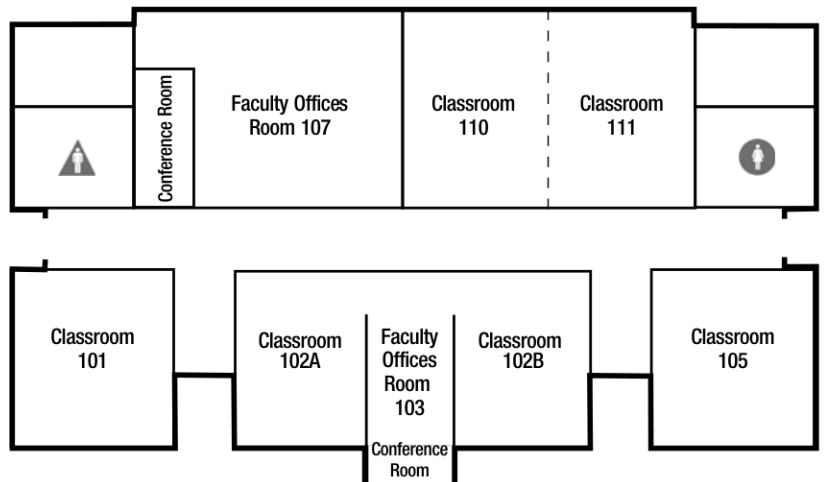 Conference Room
Faculty Offices
Room 107
Classroom
110
Classroom
111
Classroom
101
Classroom
102A
Faculty
Offices
Room
103
Conference
Room
Classroom
102B
Classroom
105